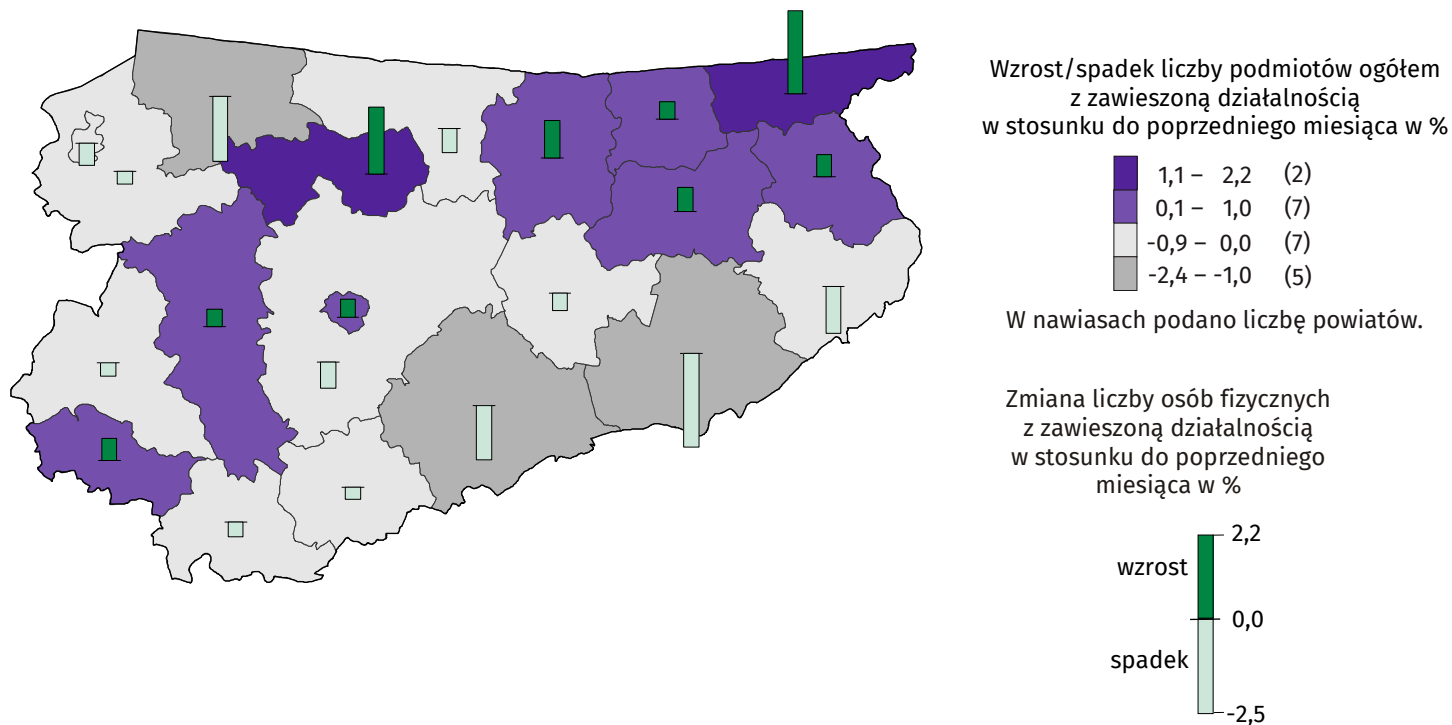 Wzrost/spadek liczby podmiotów ogółem
z zawieszoną działalnością
w stosunku do poprzedniego miesiąca w %
1,1 – 2,2 (2)
0,1 – 1,0 (7)
-0,9 – 0,0 (7)
-2,4 – -1,0 (5)
W nawiasach podano liczbę powiatów.
Zmiana liczby osób fizycznych
z zawieszoną działalnością
w stosunku do poprzedniego
miesiąca w %
2,2
wzrost
0,0
spadek
-2,5